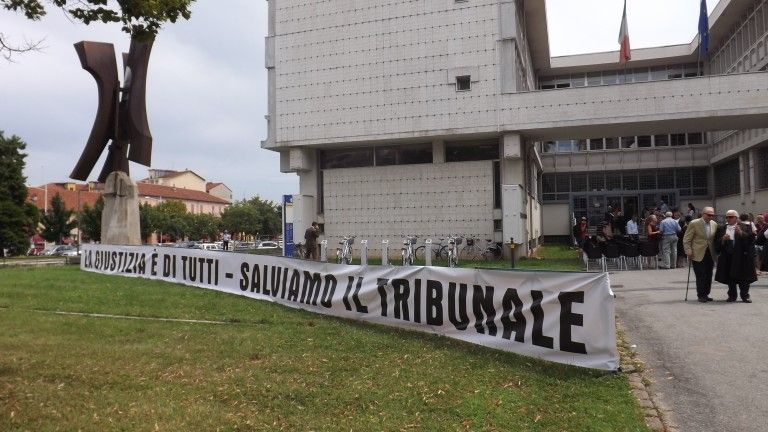 LA GIUSTIZIA È DI TUTTI - SALVIAMO IL TRIBUNALE